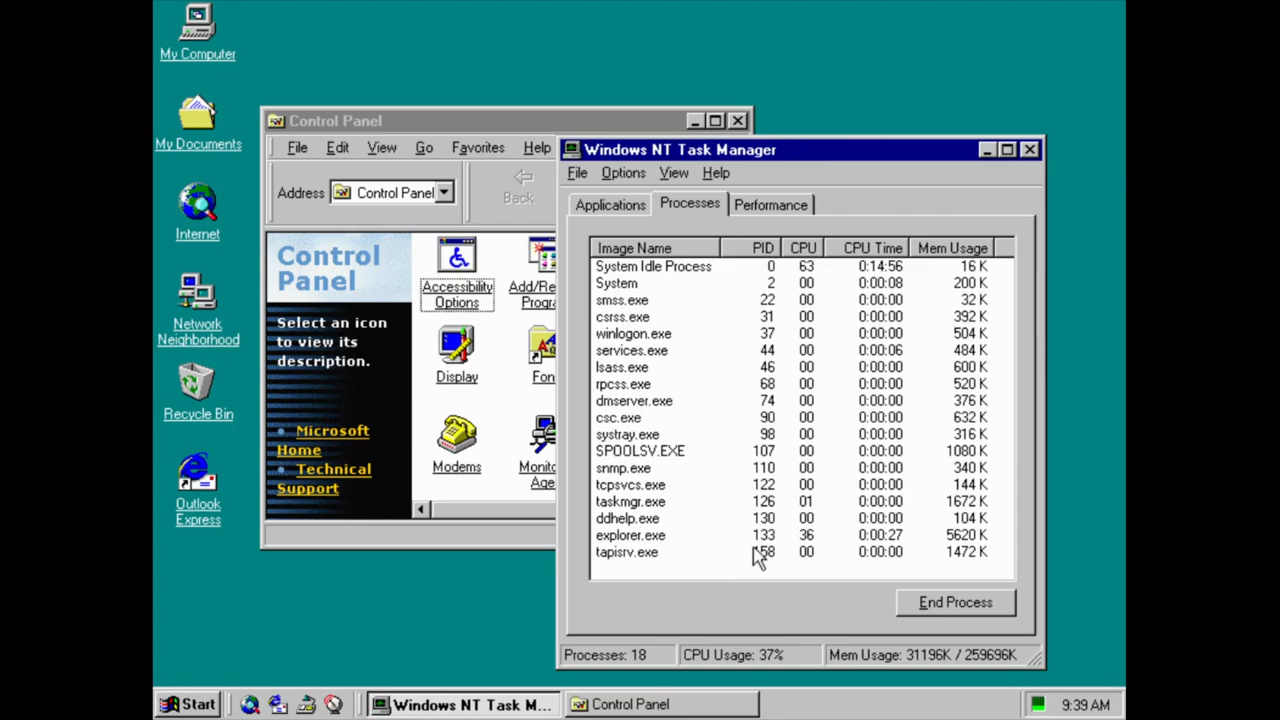 My Computer
My Documents
Internet
Network
Neighborhood
Recycle Bin
Outlook
Express
Control Panel
File Edit View Go Favorites Help
Address Control Panel
Back
Control
Panel
Select an icon
to view its
description.
Microsoft
Home
Technical
Support
Accessibility
Options
Add/Re
Progr
Display
Fon
Modems
Monito
Age
Windows NT Task Manager
File Options View Help
Applications Processes Performance
Image Name PID CPU CPU Time Mem Usage
System Idle Process 0 63 0:14:56 16 K
System 2 00 0:00:08 200 K
smss.exe 22 00 0:00:00 32 K
csrss.exe 31 00 0:00:00 392 K
winlogon.exe 37 00 0:00:00 504 K
services.exe 44 00 0:00:06 484 K
lsass.exe 46 00 0:00:00 600 K
rpcss.exe 68 00 0:00:00 520 K
dmserver.exe 74 00 0:00:00 376 K
csc.exe 90 00 0:00:00 632 K
systray.exe 98 00 0:00:00 316 K
SPOOLSV.EXE 107 00 0:00:00 1080 K
snmp.exe 110 00 0:00:00 340 K
tcpsvcs.exe 122 00 0:00:00 144 K
taskmgr.exe 126 01 0:00:00 1672 K
ddhelp.exe 130 00 0:00:00 104 K
explorer.exe 133 36 0:00:27 5620 K
tapisrv.exe 58 00 0:00:00 1472 K
End Process
Processes: 18 CPU Usage: 37% Mem Usage: 31196K / 259696K
Start Windows NT Task M... Control Panel 9:39 AM